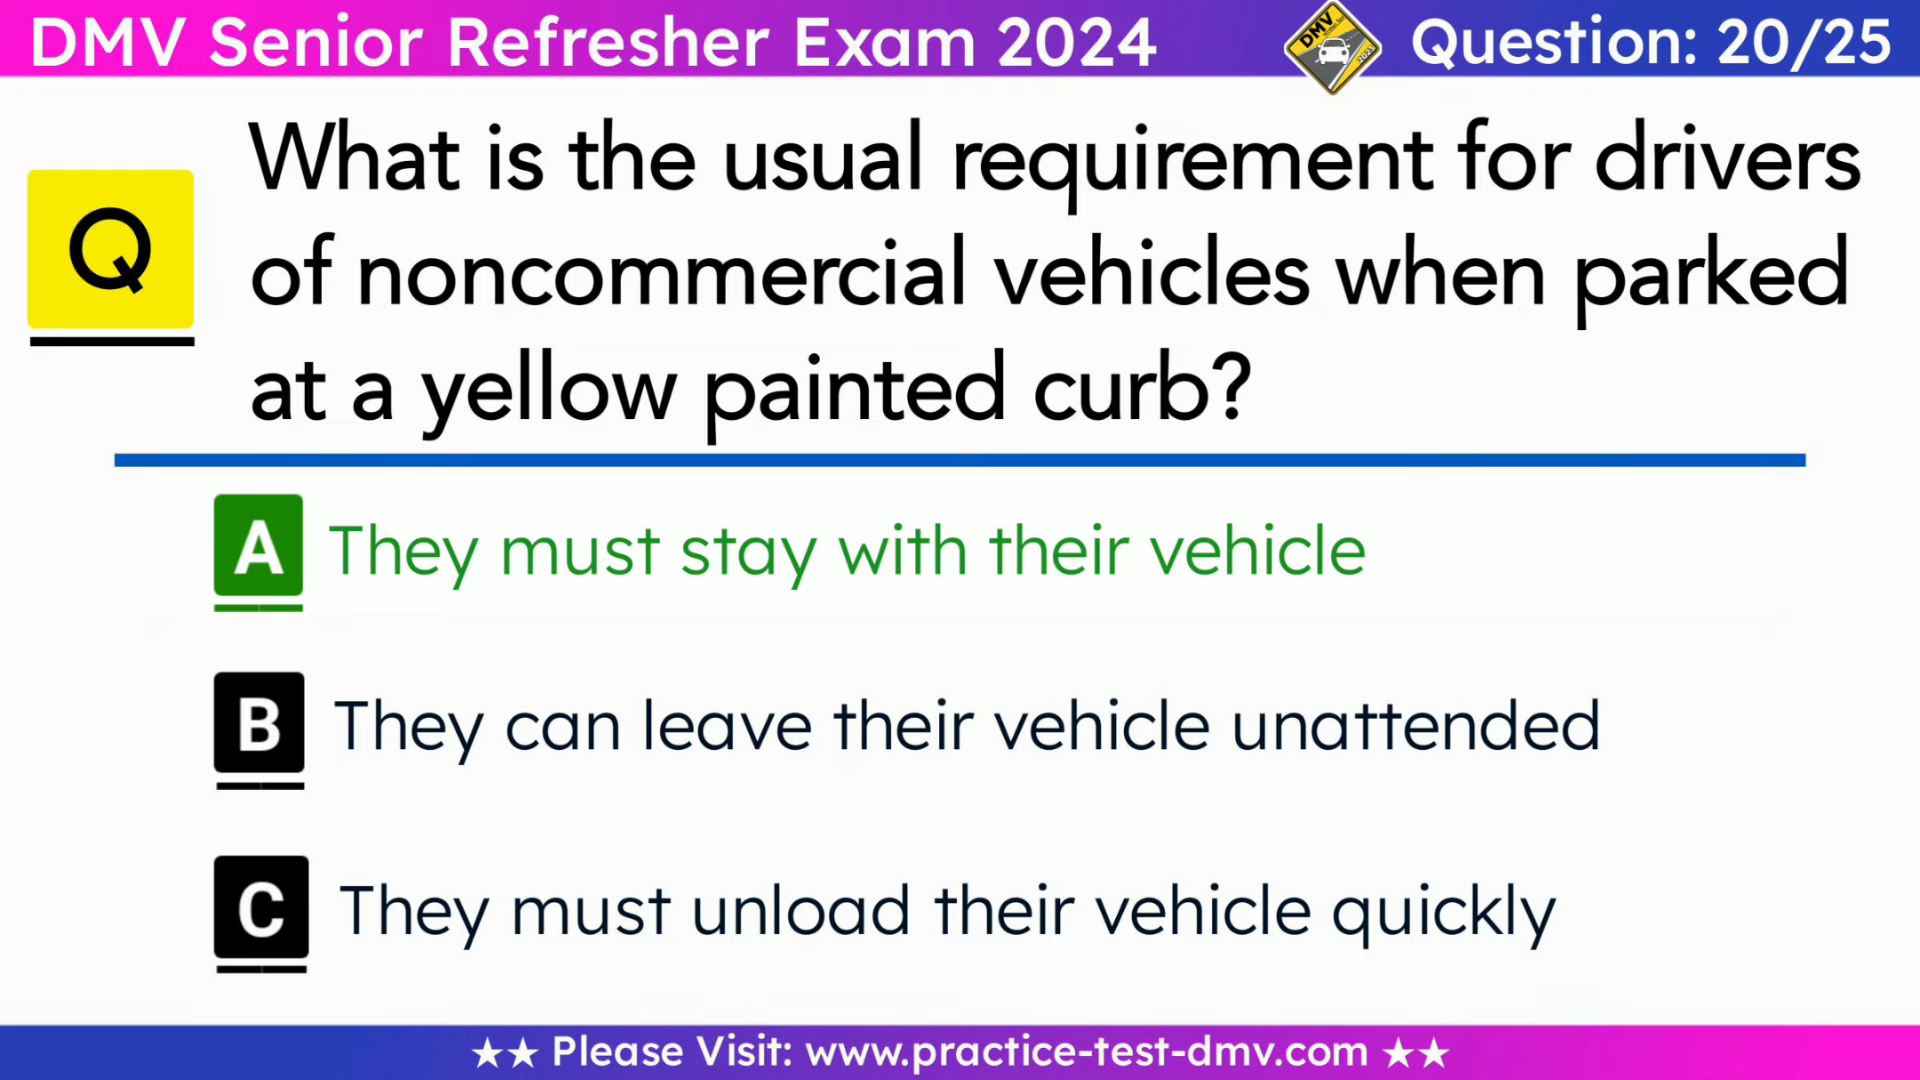 DMV Senior Refresher Exam 2024
DMV
Question: 20/25
Q
What is the usual requirement for drivers
of noncommercial vehicles when parked
at a yellow painted curb?
A They must stay with their vehicle
B They can leave their vehicle unattended
C They must unload their vehicle quickly
★★ Please Visit: www.practice-test-dmv.com ★★